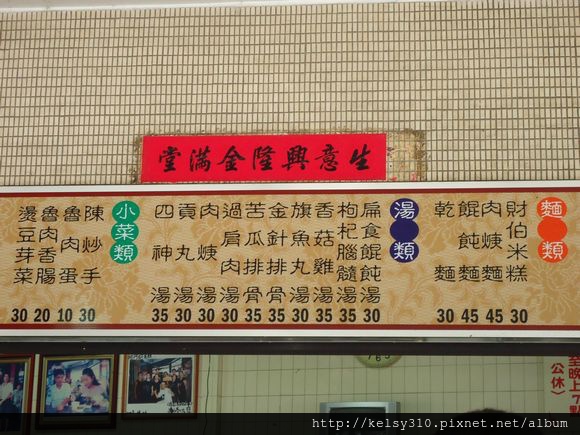 生意興隆金滿堂
麵類
財伯米糕 30
肉焿麵 45
餛飩麵 45
乾麵 30
湯類
扁食餛飩湯 30
枸杞腦髓湯 35
香菇雞湯 35
旗魚丸湯 30
金針排骨 35
苦瓜排骨 35
過肩肉湯 30
肉焿湯 30
貢丸湯 30
四神湯 35
小菜類
陳炒手 30
魯肉蛋 10
魯肉香腸 20
燙豆芽菜 30
至晚上7
公休
http://kelsy310.pixnet.net/album